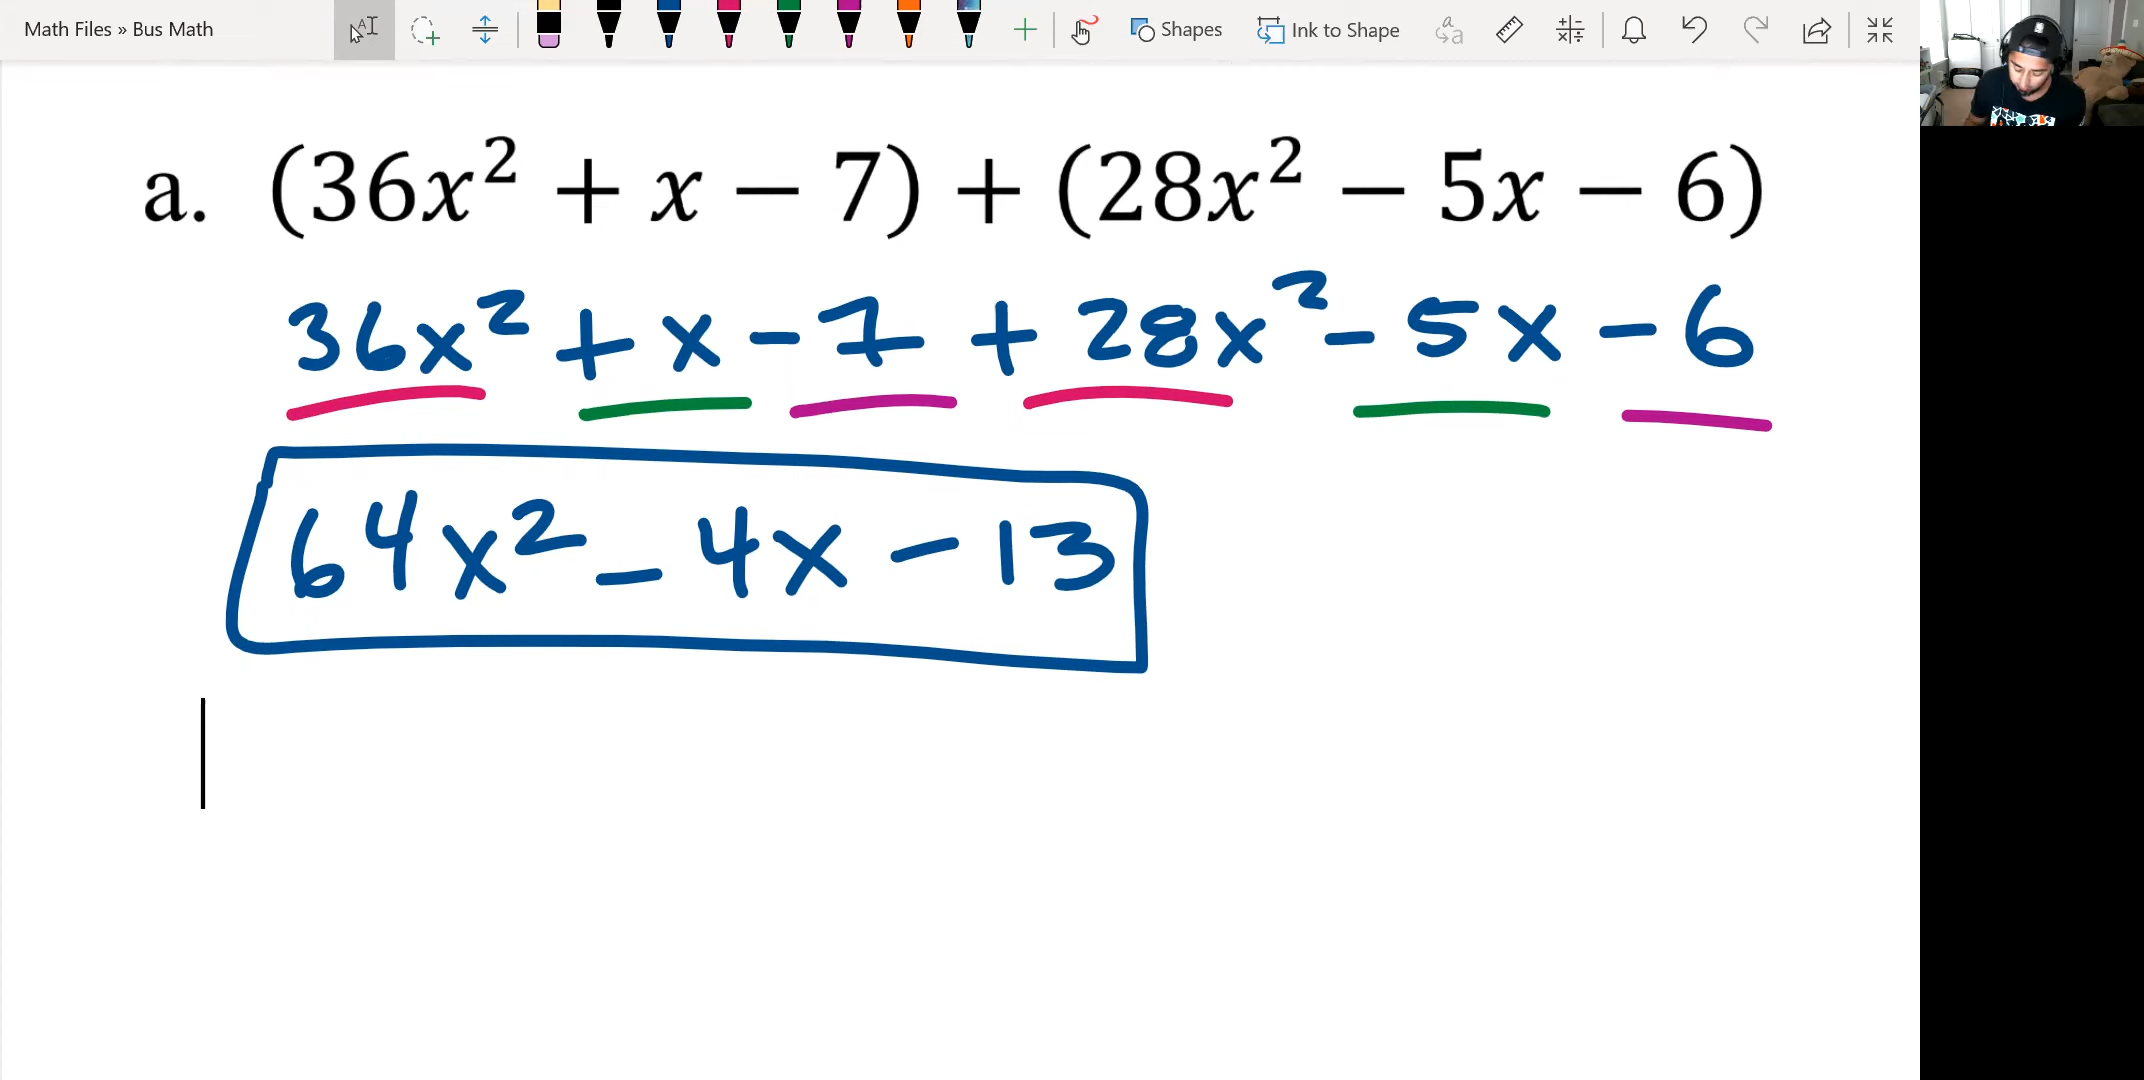 Math Files » Bus Math
Shapes
Ink to Shape
a. (36x² + x − 7) + (28x² − 5x − 6)
36x² + x − 7 + 28x² − 5x − 6
64x² − 4x − 13